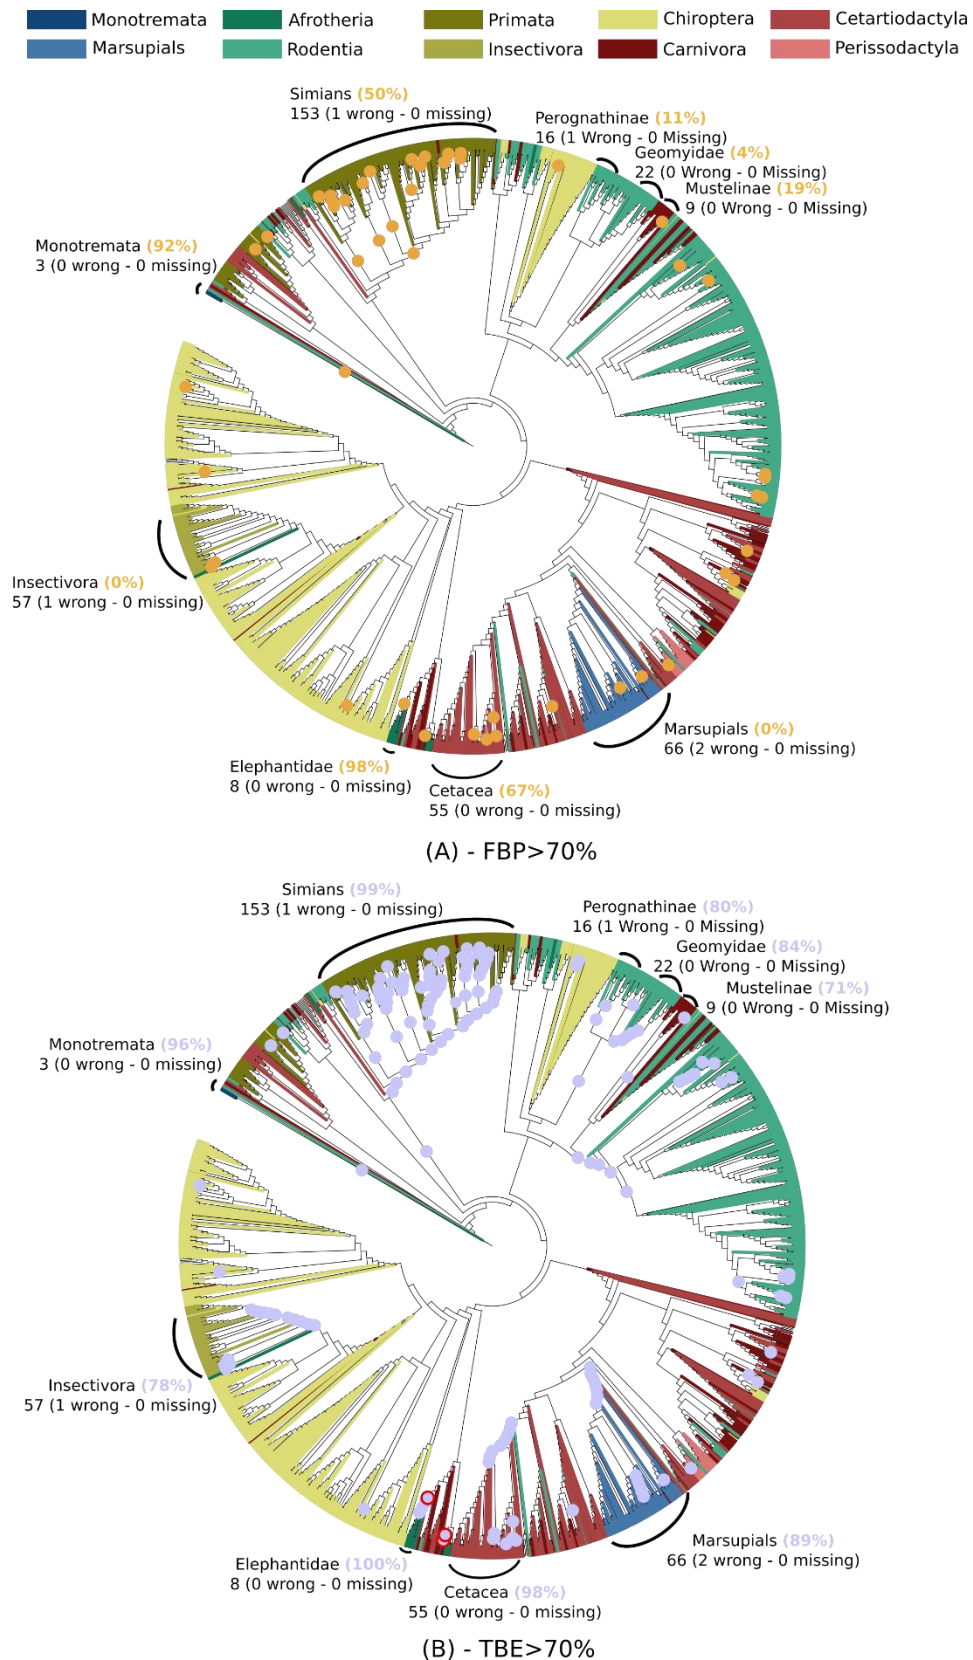 Monotremata Afrotheria Primata Chiroptera Cetartiodactyla
Marsupials Rodentia Insectivora Carnivora Perissodactyla
Simians (50%)
153 (1 wrong - 0 missing)
Perognathinae (11%)
16 (1 Wrong - 0 Missing)
Geomyidae (4%)
22 (0 Wrong - 0 Missing)
Mustelinae (19%)
9 (0 Wrong - 0 Missing)
Monotremata (92%)
3 (0 wrong - 0 missing)
Insectivora (0%)
57 (1 wrong - 0 missing)
Marsupials (0%)
66 (2 wrong - 0 missing)
Elephantidae (98%)
8 (0 wrong - 0 missing)
Cetacea (67%)
55 (0 wrong - 0 missing)
(A) - FBP>70%
Simians (99%)
153 (1 wrong - 0 missing)
Perognathinae (80%)
16 (1 Wrong - 0 Missing)
Geomyidae (84%)
22 (0 Wrong - 0 Missing)
Mustelinae (71%)
9 (0 Wrong - 0 Missing)
Monotremata (96%)
3 (0 wrong - 0 missing)
Insectivora (78%)
57 (1 wrong - 0 missing)
Marsupials (89%)
66 (2 wrong - 0 missing)
Elephantidae (100%)
8 (0 wrong - 0 missing)
Cetacea (98%)
55 (0 wrong - 0 missing)
(B) - TBE>70%